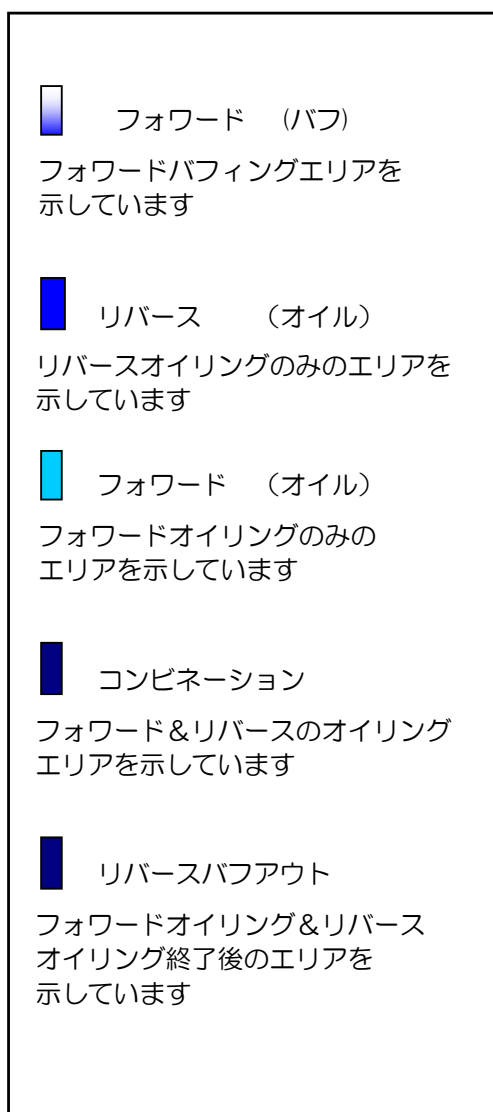 フォワード　(バフ)
フォワードバフィングエリアを
示しています
リバース　　（オイル）
リバースオイリングのみのエリアを
示しています
フォワード　（オイル）
フォワードオイリングのみの
エリアを示しています
コンビネーション
フォワード＆リバースのオイリング
エリアを示しています
リバースバフアウト
フォワードオイリング＆リバース
オイリング終了後のエリアを
示しています